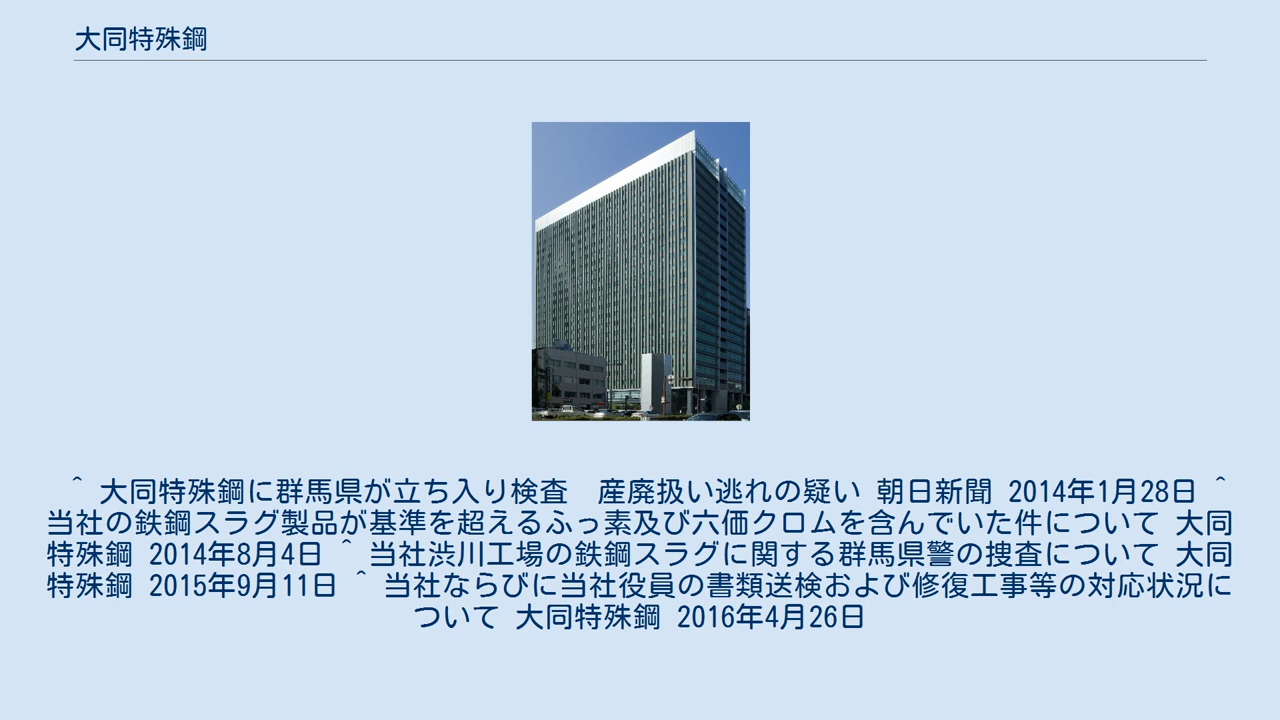 大同特殊鋼
^ 大同特殊鋼に群馬県が立ち入り検査　産廃扱い逃れの疑い 朝日新聞 2014年1月28日 ^
当社の鉄鋼スラグ製品が基準を超えるふっ素及び六価クロムを含んでいた件について 大同
特殊鋼 2014年8月4日 ^ 当社渋川工場の鉄鋼スラグに関する群馬県警の捜査について 大同
特殊鋼 2015年9月11日 ^ 当社ならびに当社役員の書類送検および修復工事等の対応状況に
ついて 大同特殊鋼 2016年4月26日